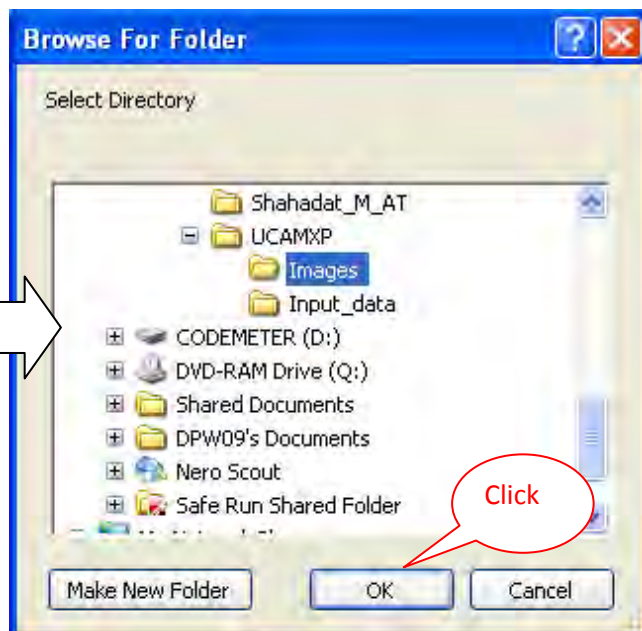 Browse For Folder
Select Directory
Shahadat_M_AT
UCAMXP
Images
Input_data
CODEMETER (D:)
DVD-RAM Drive (Q:)
Shared Documents
DPW09's Documents
Nero Scout
Safe Run Shared Folder
Click
Make New Folder
OK
Cancel